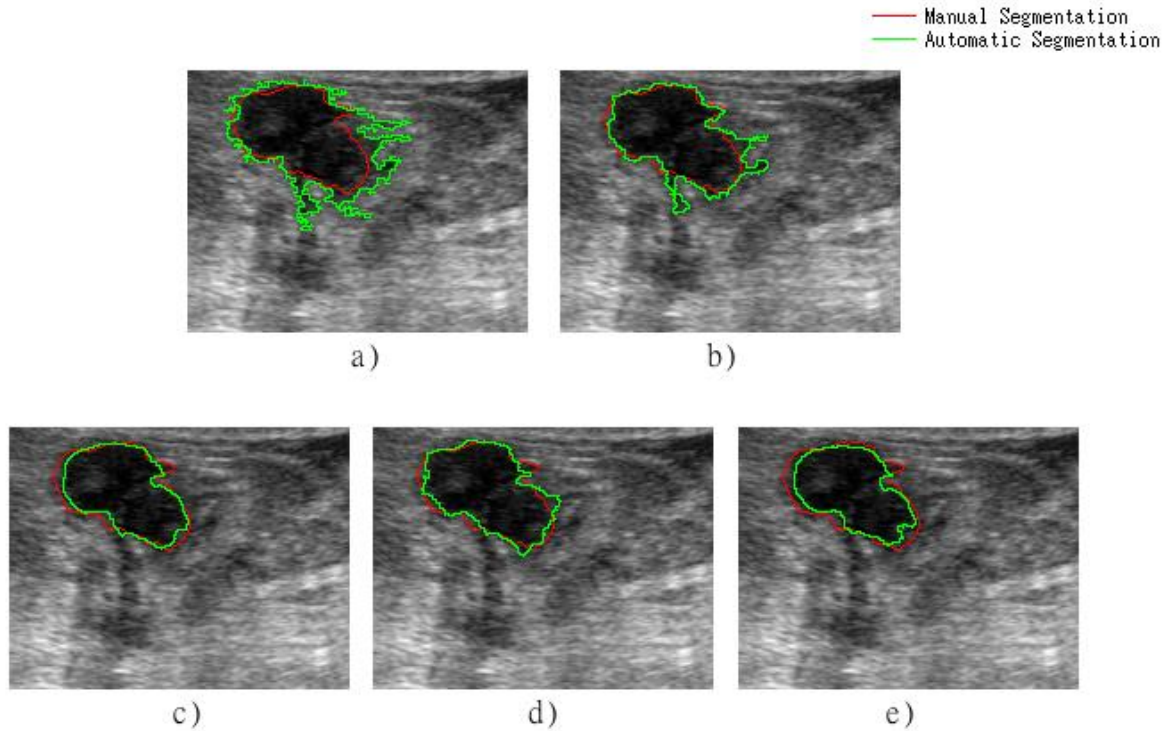 Manual Segmentation
Automatic Segmentation
a)
b)
c)
d)
e)